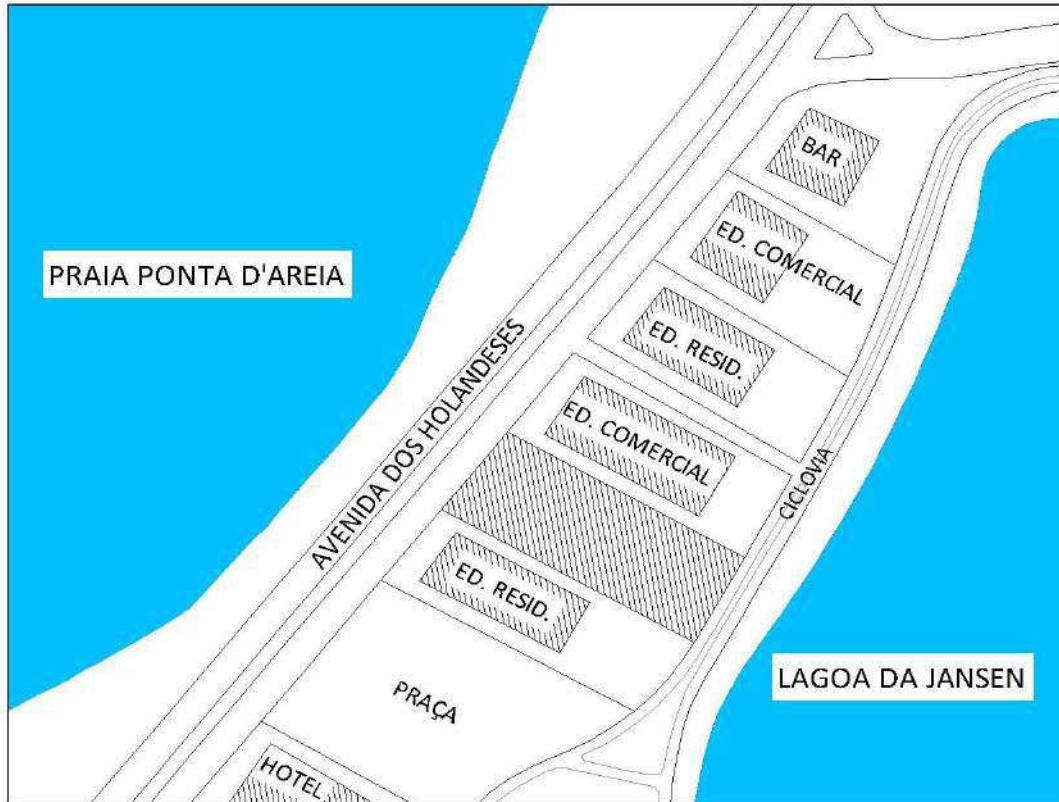 BAR
ED. COMERCIAL
PRAIA PONTA D'AREIA
ED. RESID.
AVENIDA DOS HOLANDESES
ED. COMERCIAL
CICLOVIA
ED. RESID.
LAGOA DA JANSEN
PRAÇA
HOTEL